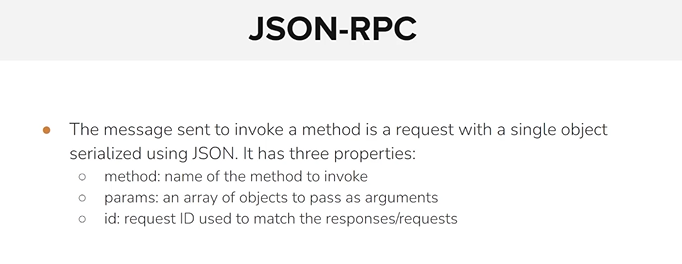 JSON-RPC
The message sent to invoke a method is a request with a single object
serialized using JSON. It has three properties:
method: name of the method to invoke
params: an array of objects to pass as arguments
id: request ID used to match the responses/requests